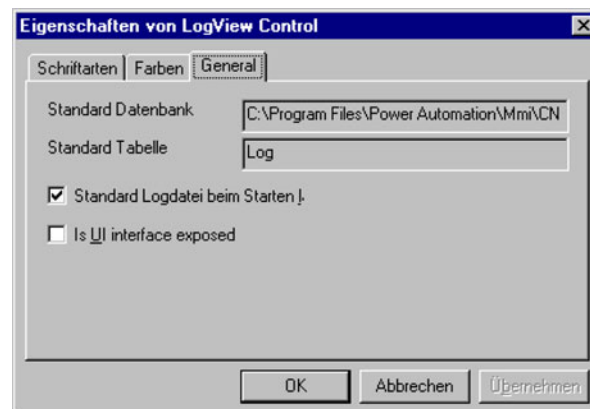 Eigenschaften von LogView Control
Schriftarten Farben General
Standard Datenbank C:\Program Files\Power Automation\Mmi\CN
Standard Tabelle Log
Standard Logdatei beim Starten l.
Is UI interface exposed
OK Abbrechen Übernehmen